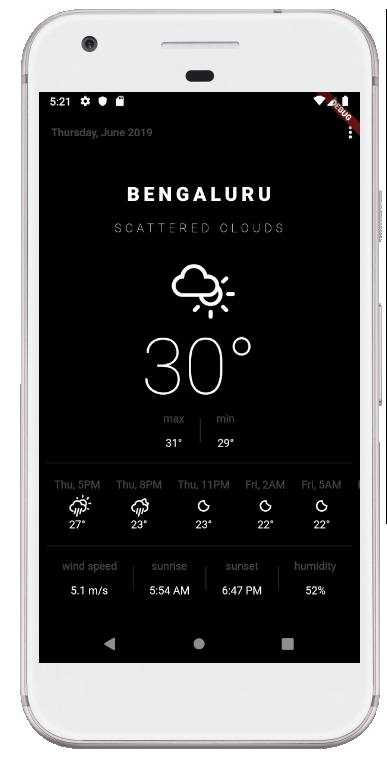 5:21
DEBUG
Thursday, June 2019
BENGALURU
SCATTERED CLOUDS
30°
max min
31° 29°
Thu, 5PM Thu, 8PM Thu, 11PM Fri, 2AM Fri, 5AM
27° 23° 23° 22° 22°
wind speed sunrise sunset humidity
5.1 m/s 5:54 AM 6:47 PM 52%